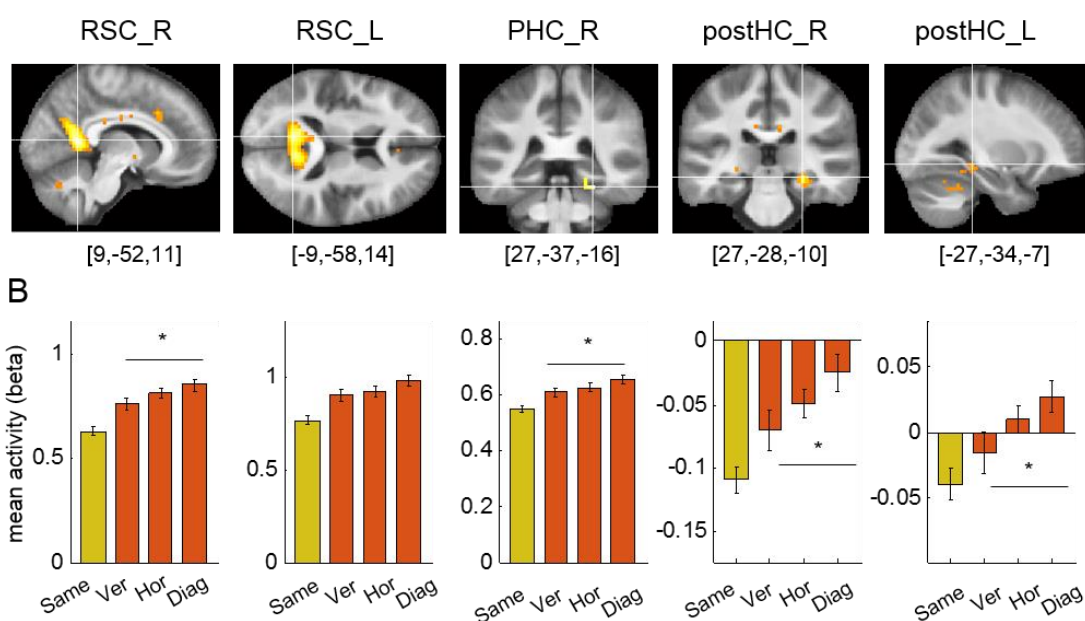 RSC_R RSC_L PHC_R postHC_R postHC_L
[9,-52,11] [-9,-58,14] [27,-37,-16] [27,-28,-10] [-27,-34,-7]
B
mean activity (beta)
1
0.5
0
*
Same Ver Hor Diag
1
0.5
0
Same Ver Hor Diag
0.8
0.6
0.4
0.2
0
*
Same Ver Hor Diag
0
-0.05
-0.1
-0.15
*
Same Ver Hor Diag
0.05
0
-0.05
*
Same Ver Hor Diag